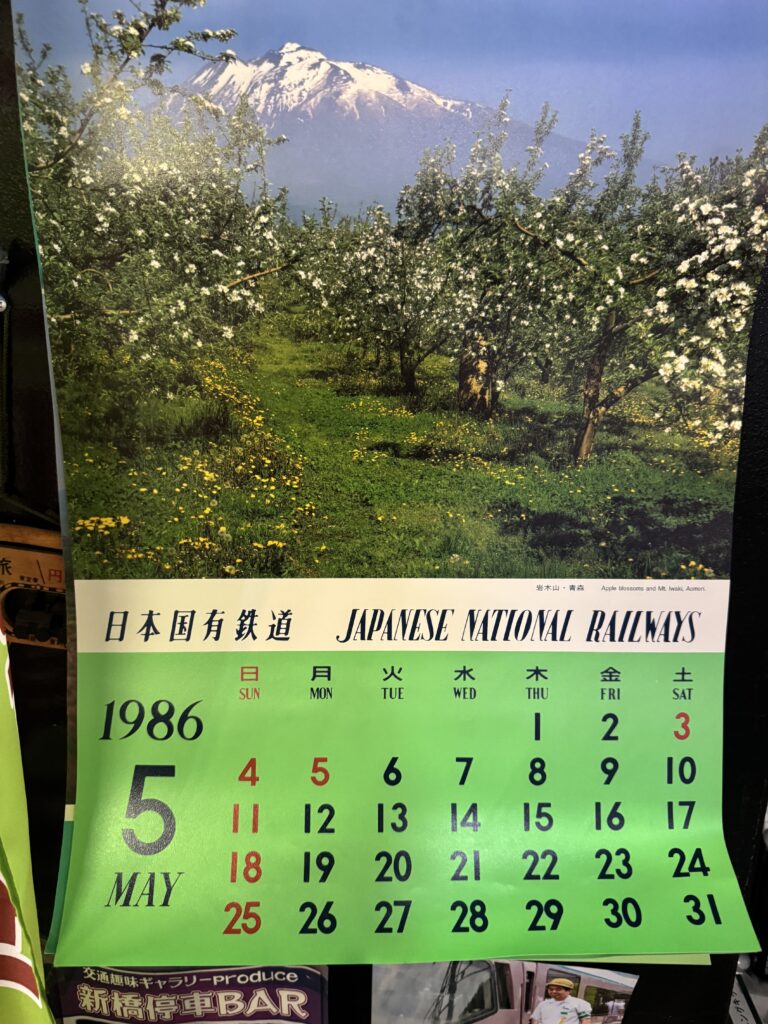 岩木山・青森 Apple blossoms and Mt. Iwaki, Aomori.
日本国有鉄道 JAPANESE NATIONAL RAILWAYS
日 月 火 水 木 金 土
SUN MON TUE WED THU FRI SAT
1986
1 2 3
5
4 5 6 7 8 9 10
11 12 13 14 15 16 17
MAY
18 19 20 21 22 23 24
25 26 27 28 29 30 31
旅
円
交通趣味ギャラリーproduce
新橋停車BAR